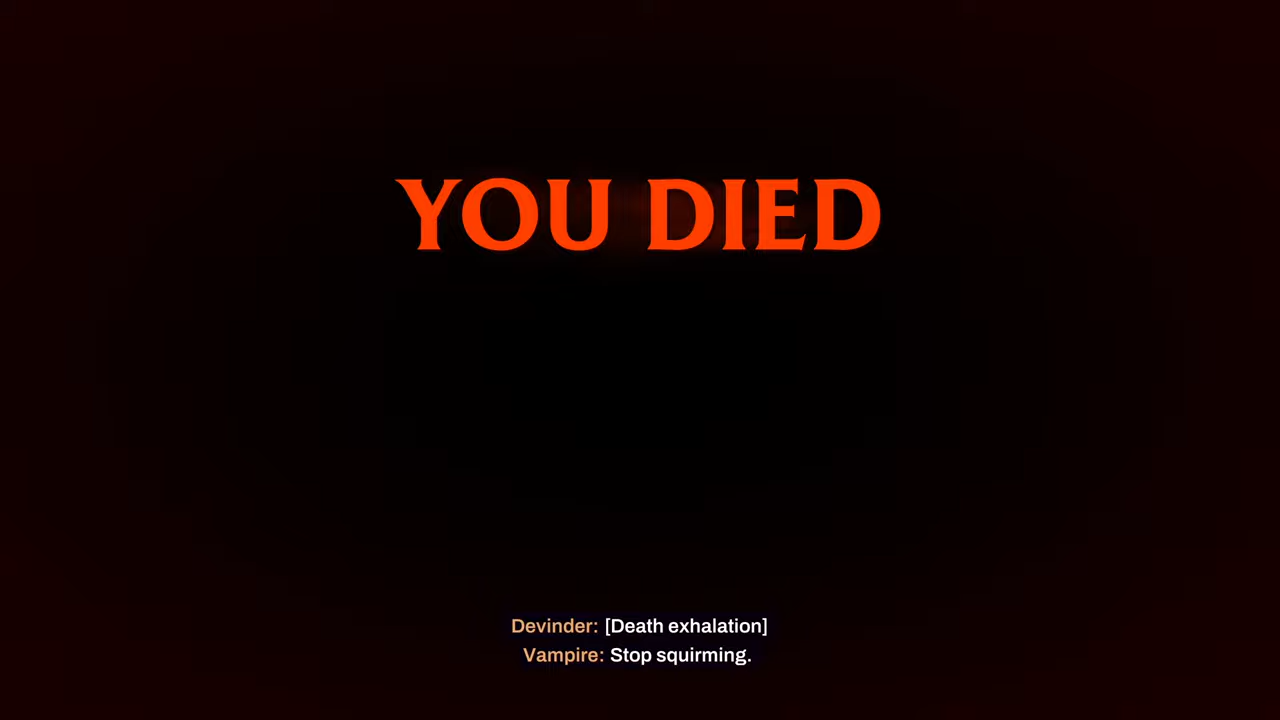 YOU DIED
Devinder: [Death exhalation]
Vampire: Stop squirming.